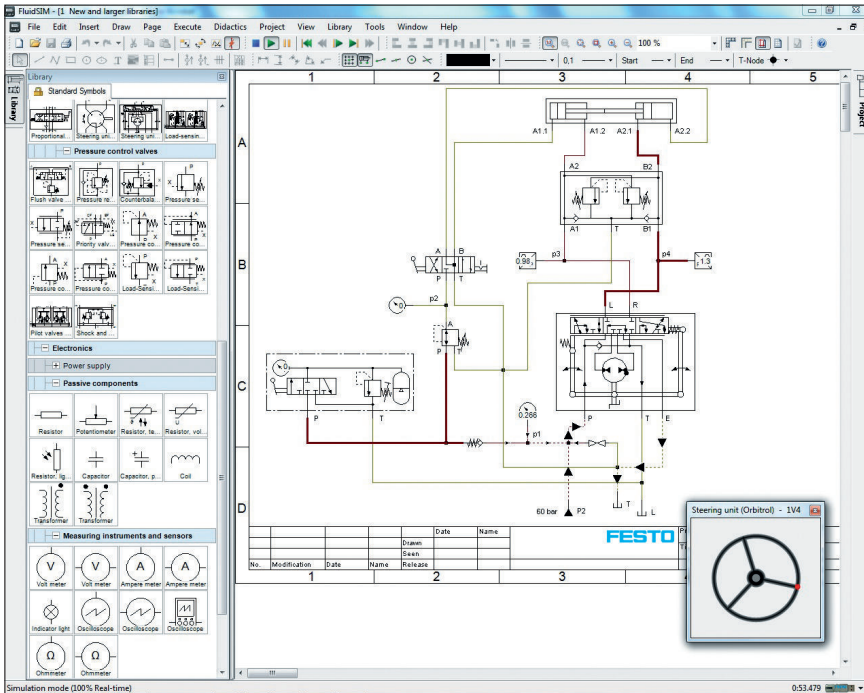 FluidSIM - [1 New and larger libraries]
File Edit Insert Draw Page Execute Didactics Project View Library Tools Window Help
100 %
0,1 Start End T-Node
Library
Library
Project
Standard Symbols
Proportional... Steering uni... Steering uni... Load-sensin...
Pressure control valves
Flush valve ... Pressure re... Counterbala... Pressure se...
Pressure se... Priority valv... Pressure co... Pressure co...
Pressure co... Pressure co... Load-Sensi... Load-Sensi...
Pilot valves ... Shock and ...
Electronics
Power supply
Passive components
Resistor Potentiometer Resistor, te... Resistor, vol...
Resistor, lig... Capacitor Capacitor, p... Coil
Transformer Transformer
Measuring instruments and sensors
Volt meter Volt meter Ampere meter Ampere meter
Indicator light Oscilloscope Oscilloscope Oscilloscope
Ohmmeter Ohmmeter
1 2 3 4 5
A
B
C
D
A1.1 A1.2 A2.1 A2.2
A2 B2
A1 T B1
A B
P T
p3 p4
0.98 1.3
p2
0
L R
A
P T
0
P T
0.266
p1
P T E
60 bar P2
T L
Date Name
Drawn
Seen
No. Modification Date Name Release
FESTO
1 2 3 4
Steering unit (Orbitrol) - 1V4
Simulation mode (100% Real-time)
0:53.479